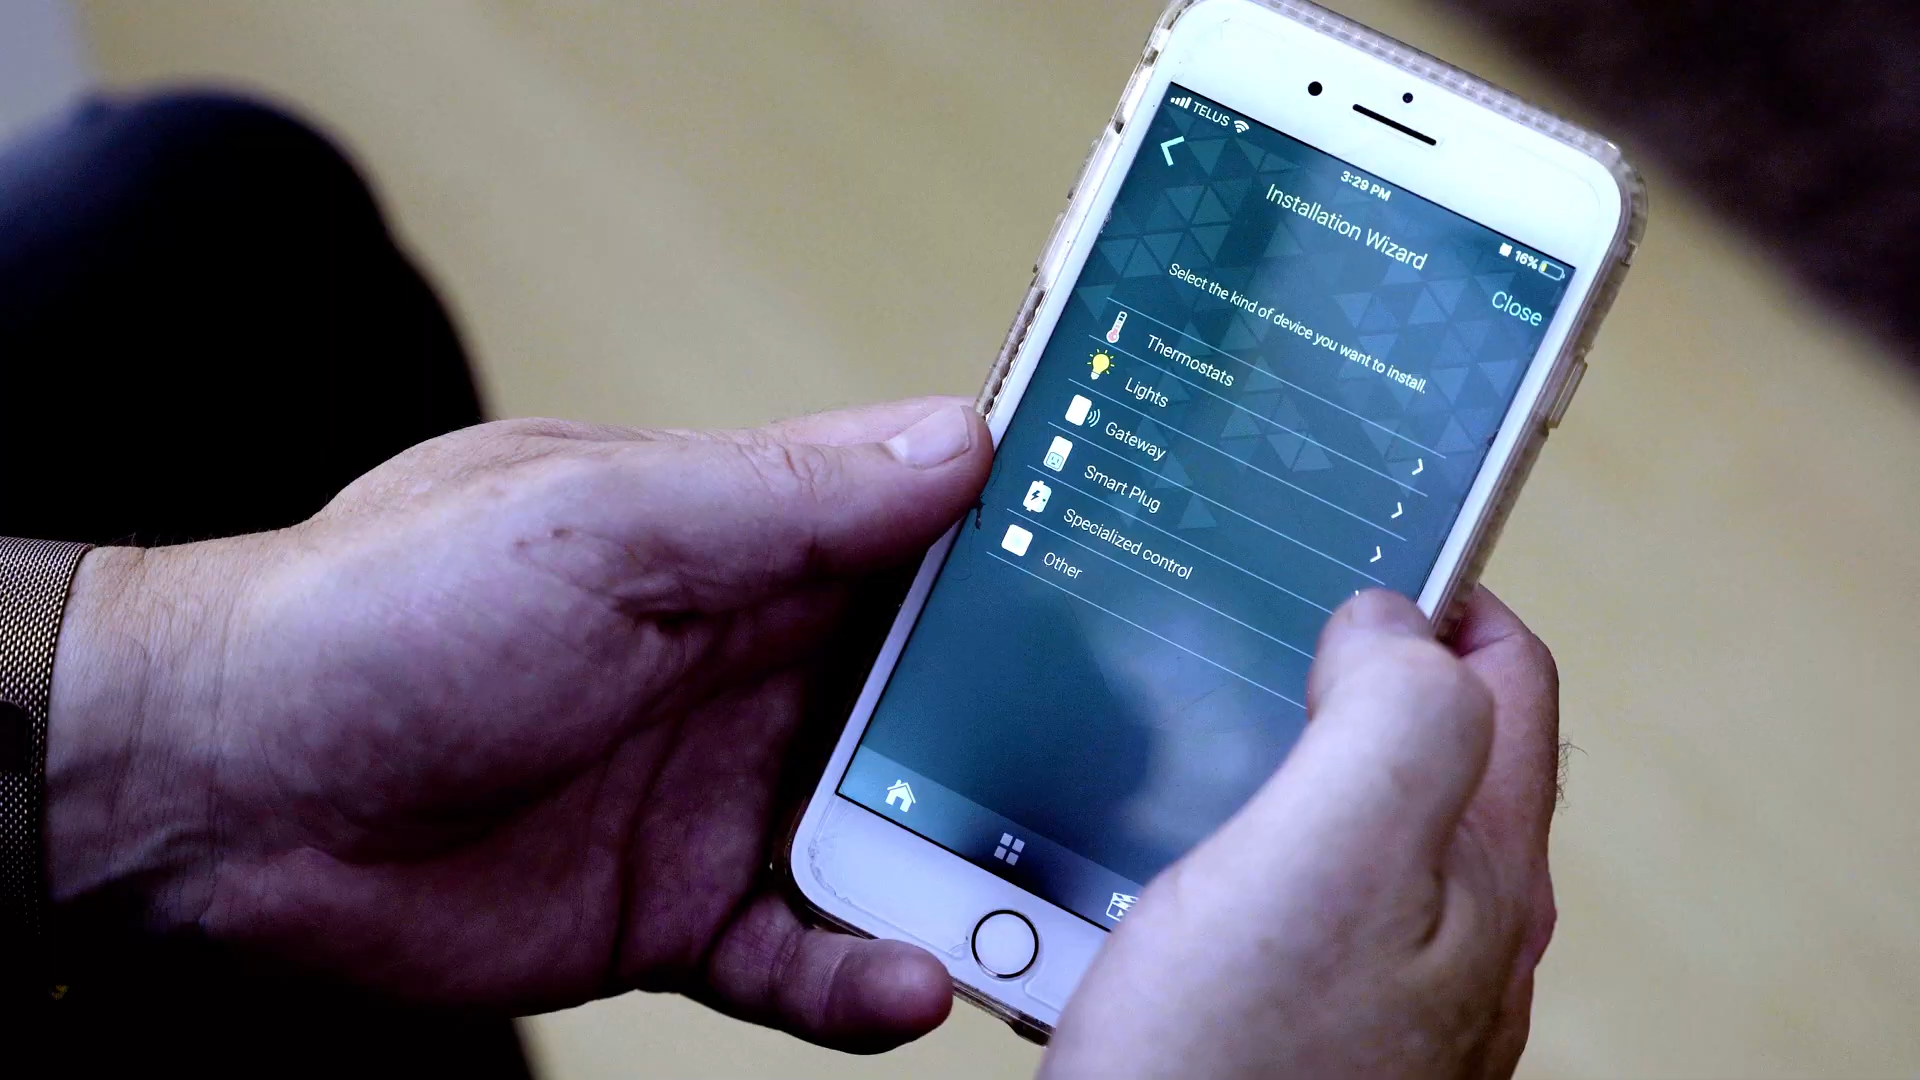 TELUS
3:29 PM
16%
Installation Wizard
Close
Select the kind of device you want to install.
Thermostats
Lights
Gateway
Smart Plug
Specialized control
Other